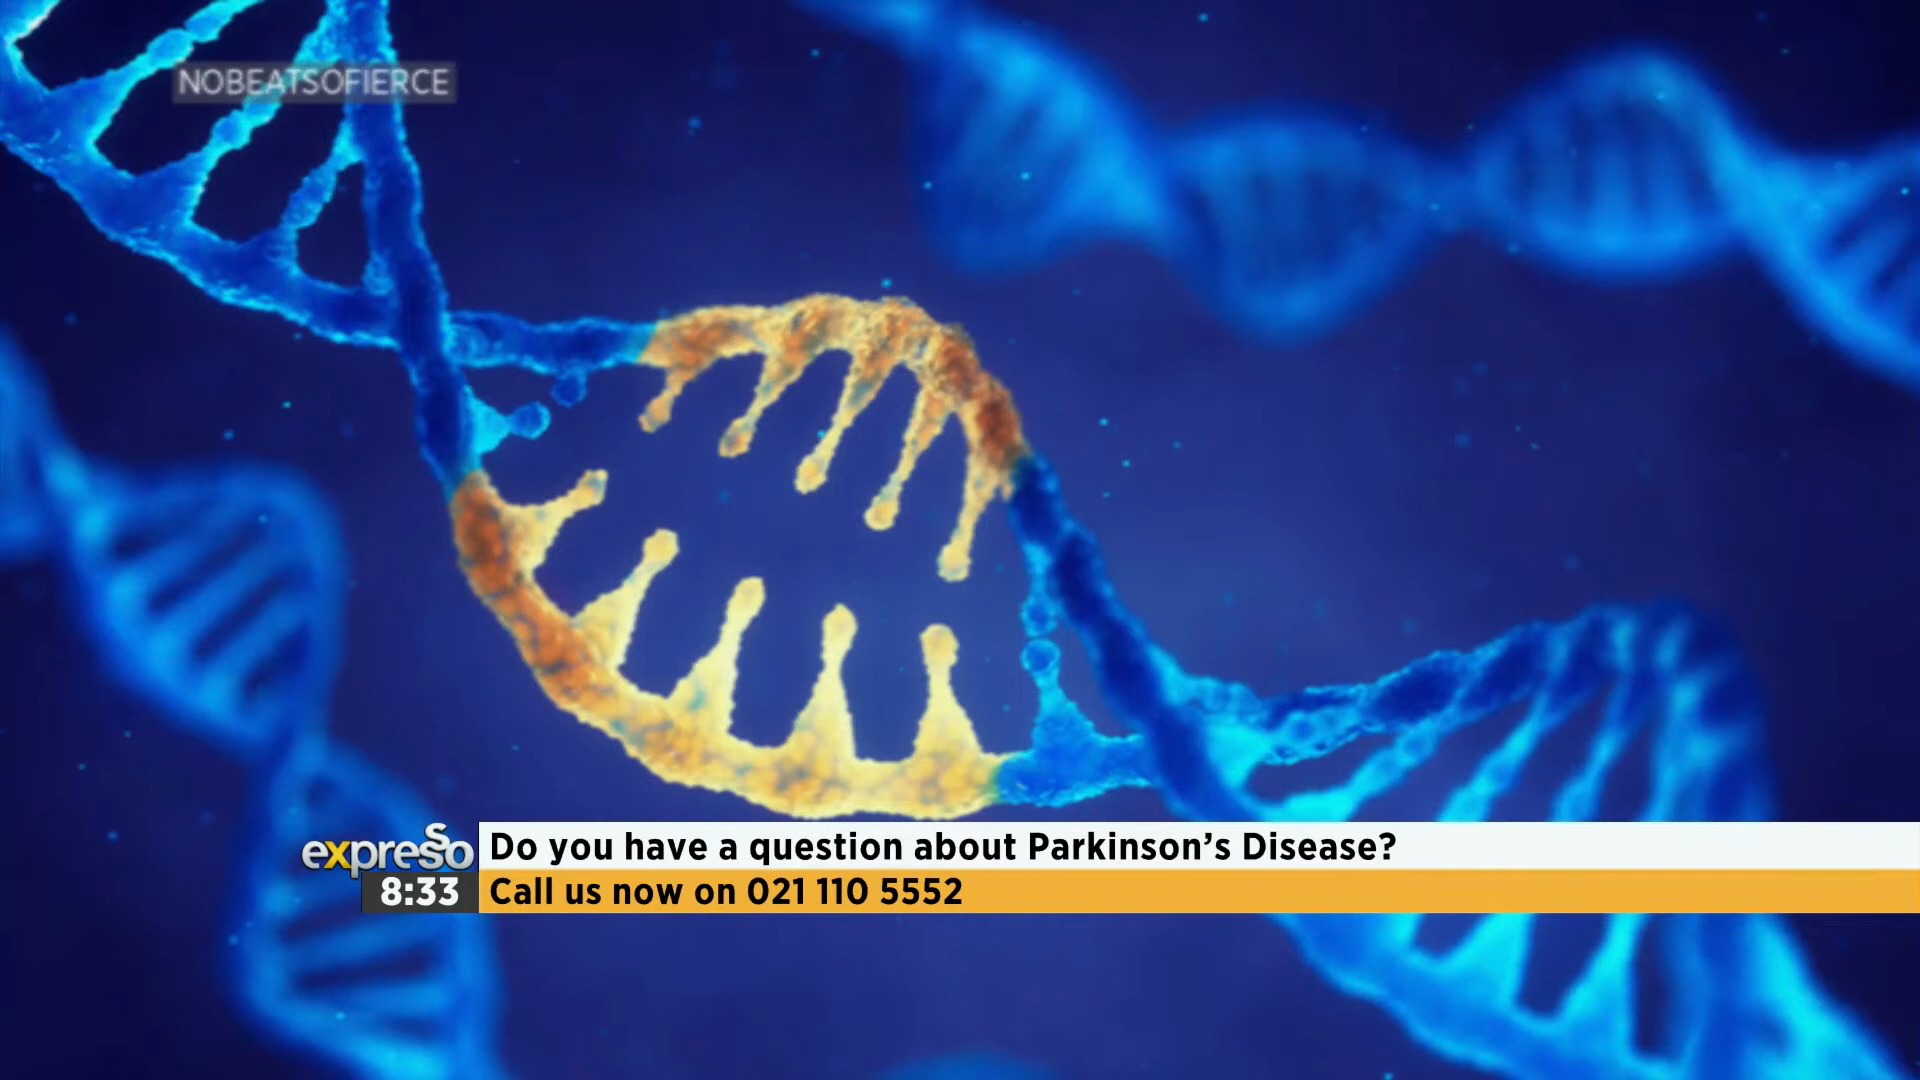 NOBEATSOFIERCE
expresso
Do you have a question about Parkinson’s Disease?
8:33
Call us now on 021 110 5552